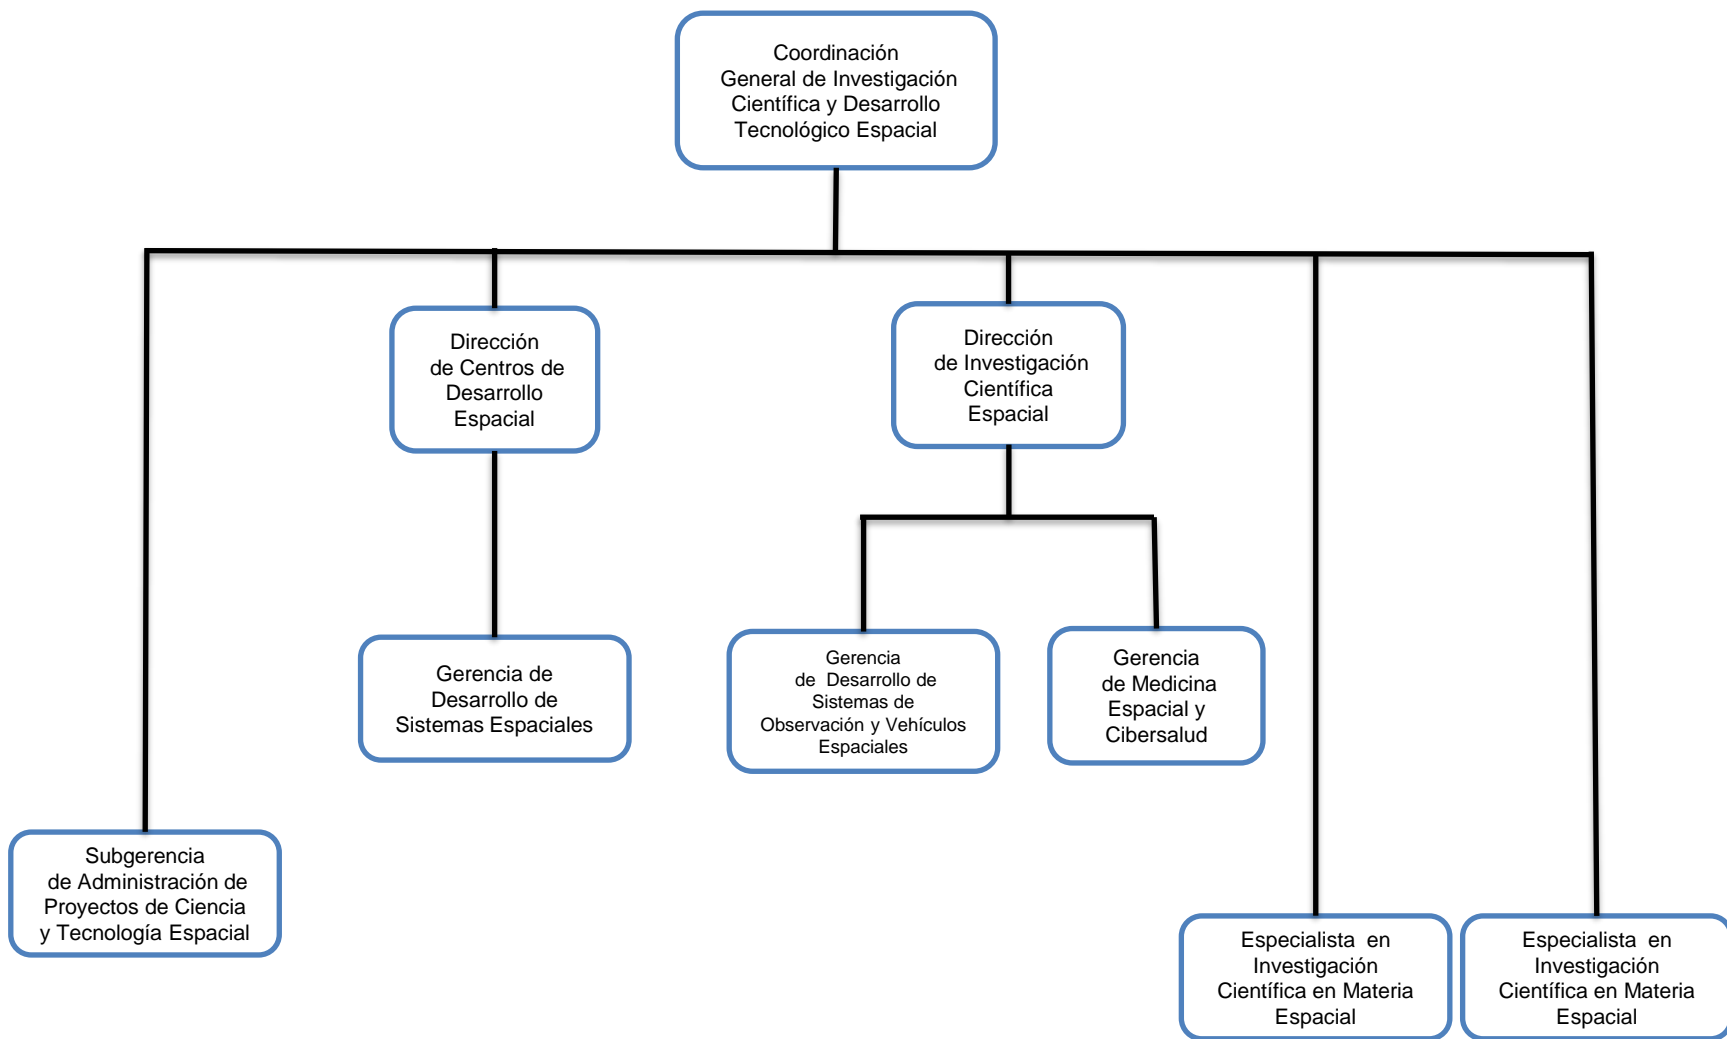 Coordinación
General de Investigación
Científica y Desarrollo
Tecnológico Espacial
Dirección
de Centros de
Desarrollo
Espacial
Dirección
de Investigación
Científica
Espacial
Gerencia de
Desarrollo de
Sistemas Espaciales
Gerencia
de Desarrollo de
Sistemas de
Observación y Vehículos
Espaciales
Gerencia
de Medicina
Espacial y
Cibersalud
Subgerencia
de Administración de
Proyectos de Ciencia
y Tecnología Espacial
Especialista en
Investigación
Científica en Materia
Espacial
Especialista en
Investigación
Científica en Materia
Espacial